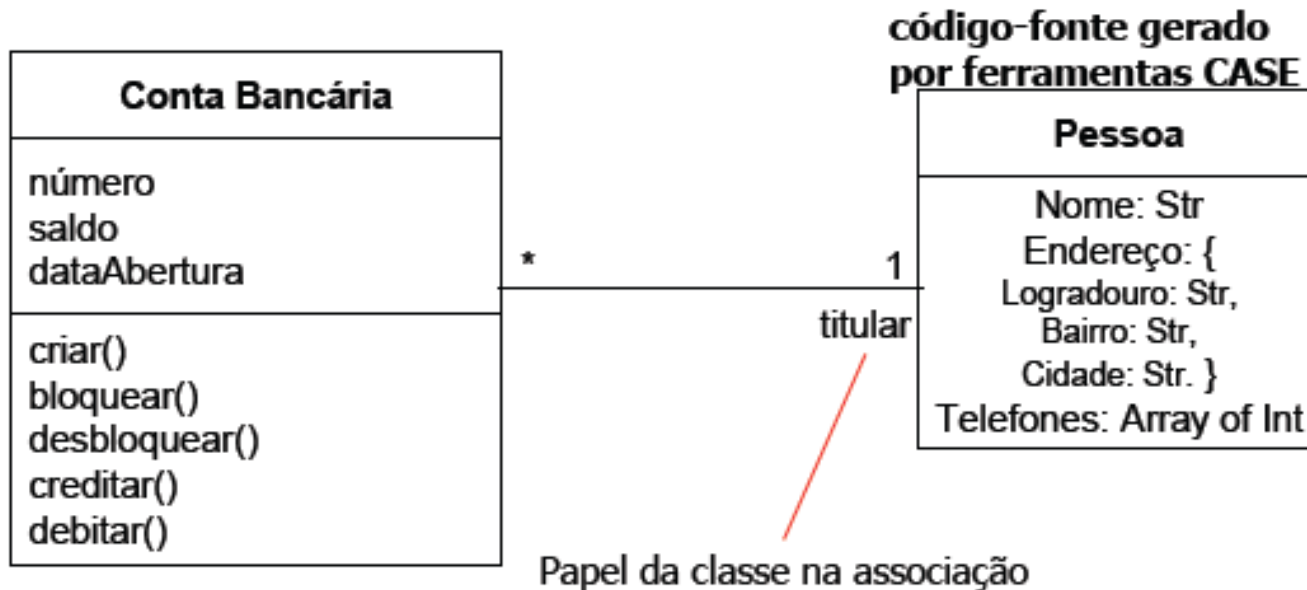 código-fonte gerado
por ferramentas CASE
Conta Bancária
número
saldo
dataAbertura
criar()
bloquear()
desbloquear()
creditar()
debitar()
*
1
titular
Pessoa
Nome: Str
Endereço: {
Logradouro: Str,
Bairro: Str,
Cidade: Str. }
Telefones: Array of Int
Papel da classe na associação